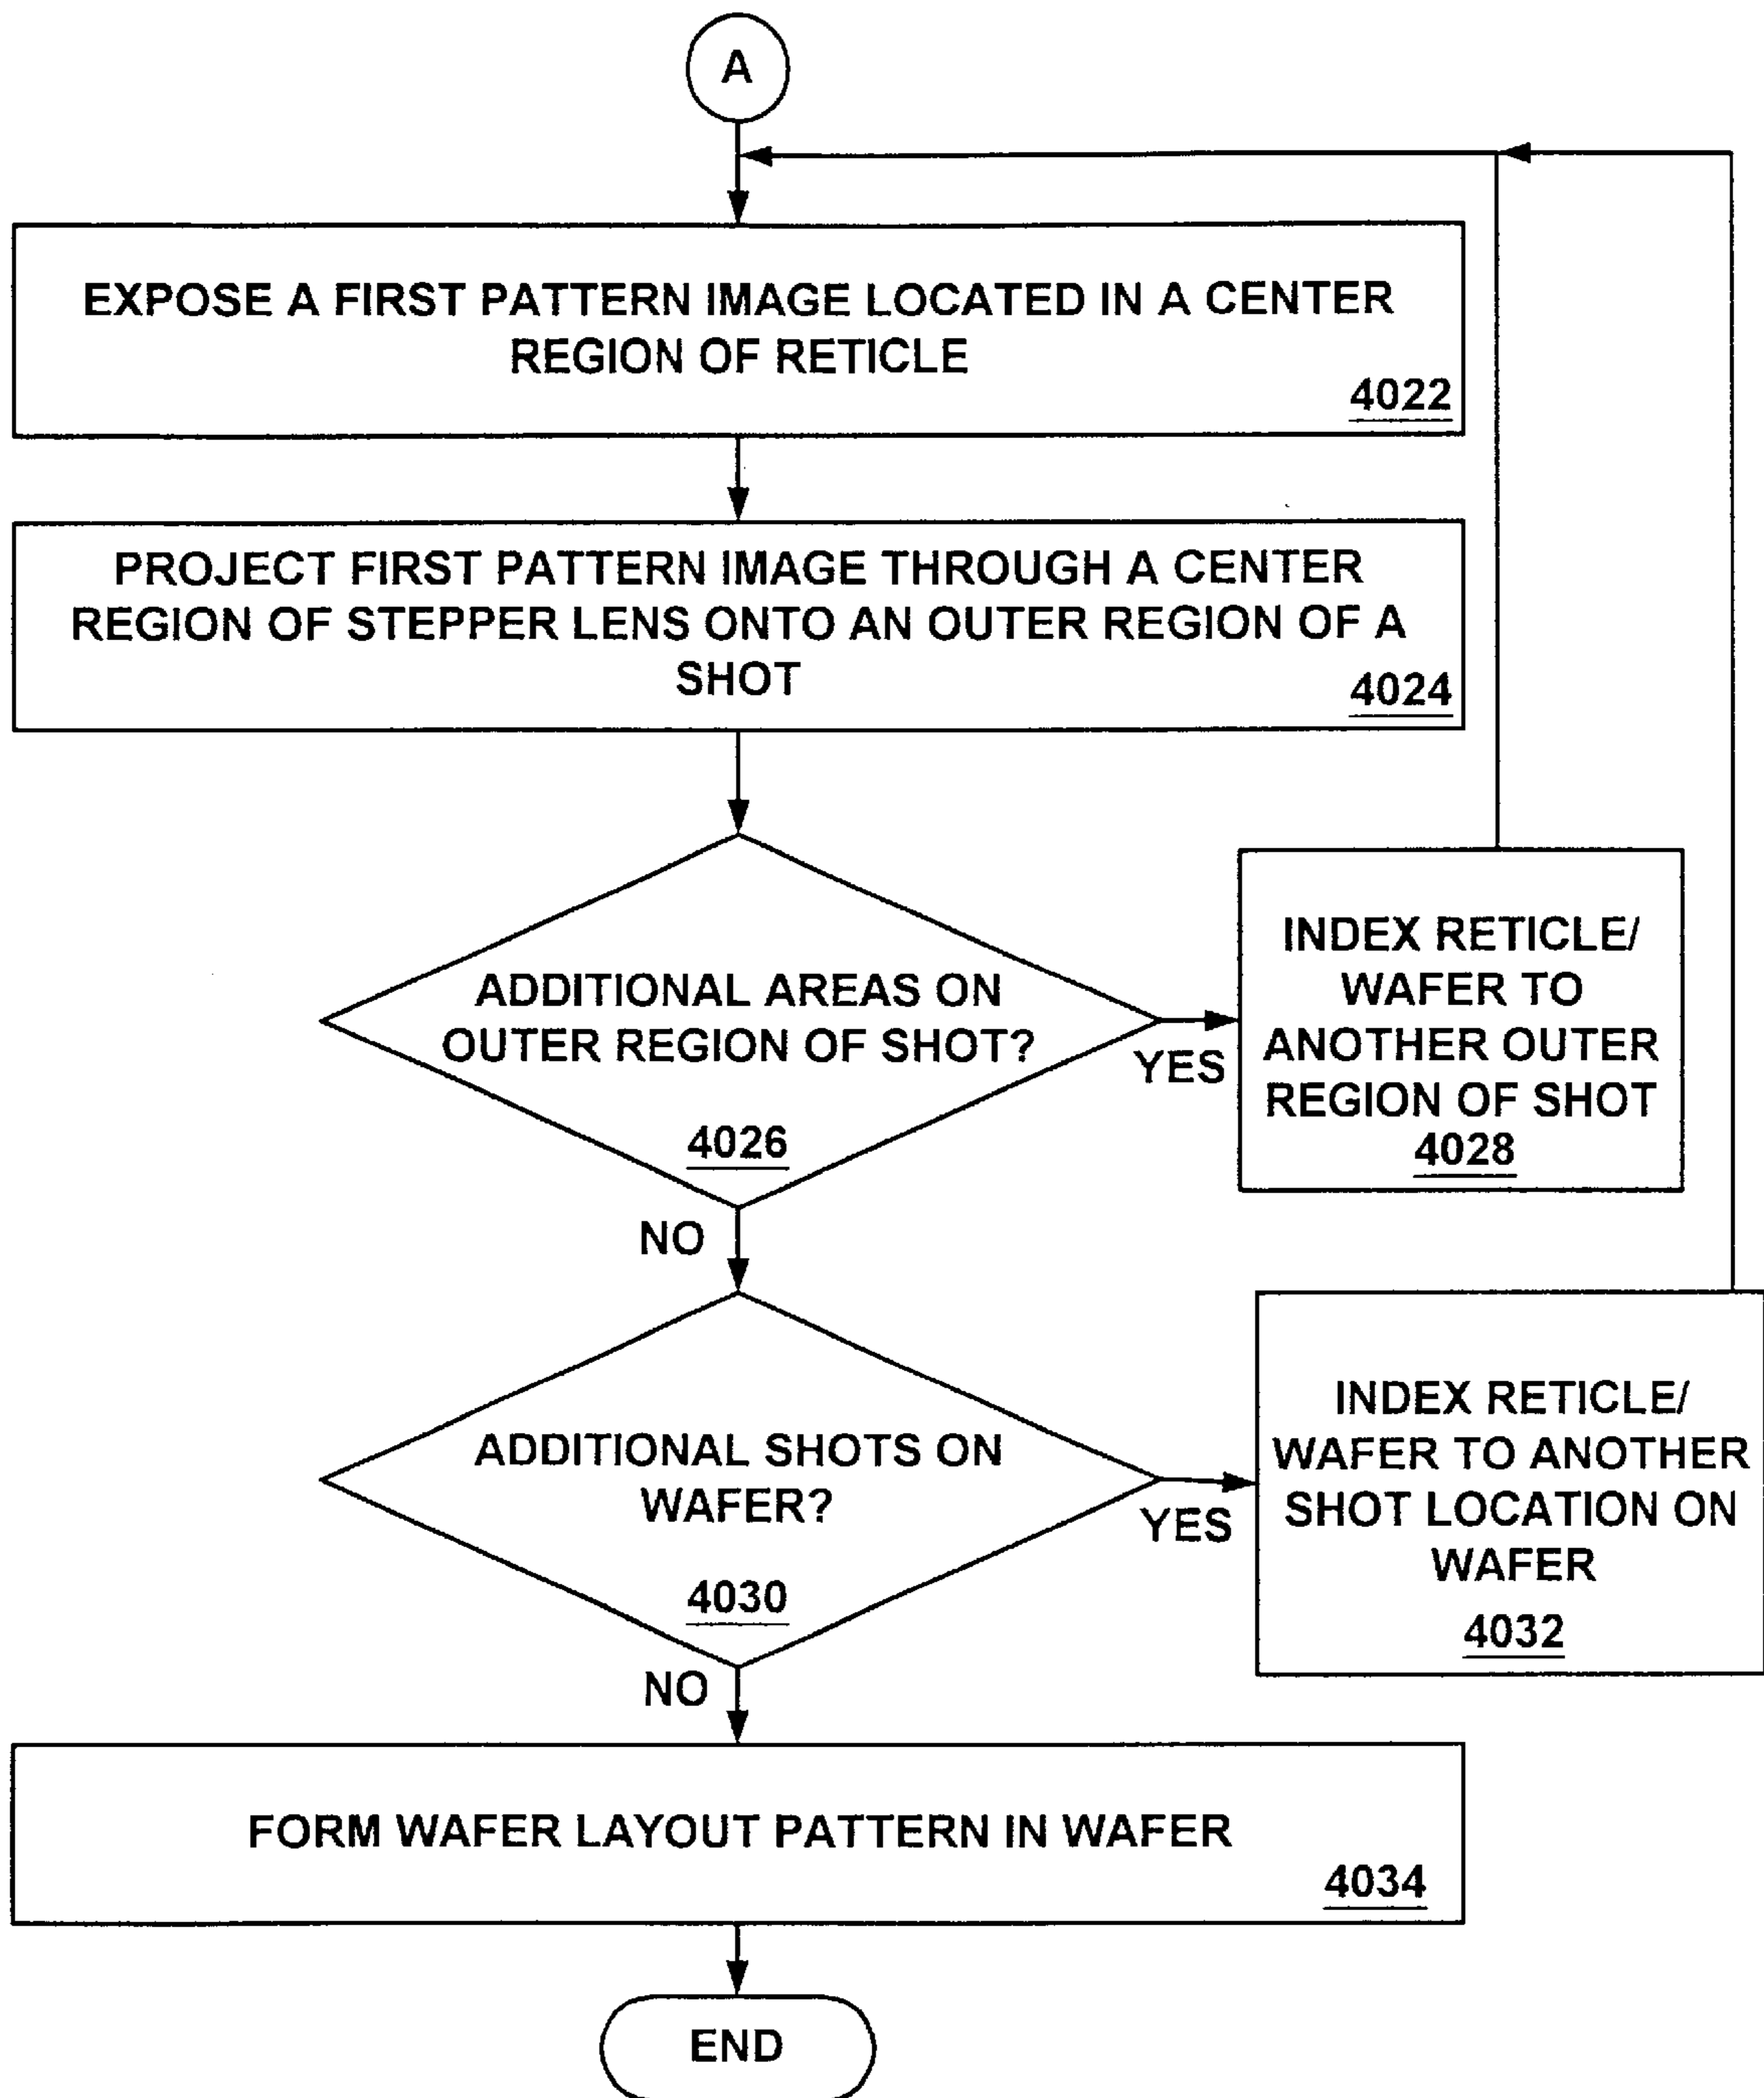 A
EXPOSE A FIRST PATTERN IMAGE LOCATED IN A CENTER
REGION OF RETICLE
4022
PROJECT FIRST PATTERN IMAGE THROUGH A CENTER
REGION OF STEPPER LENS ONTO AN OUTER REGION OF A
SHOT
4024
ADDITIONAL AREAS ON
OUTER REGION OF SHOT?
4026
YES
INDEX RETICLE/
WAFER TO
ANOTHER OUTER
REGION OF SHOT
4028
NO
ADDITIONAL SHOTS ON
WAFER?
4030
YES
INDEX RETICLE/
WAFER TO ANOTHER
SHOT LOCATION ON
WAFER
4032
NO
FORM WAFER LAYOUT PATTERN IN WAFER
4034
END